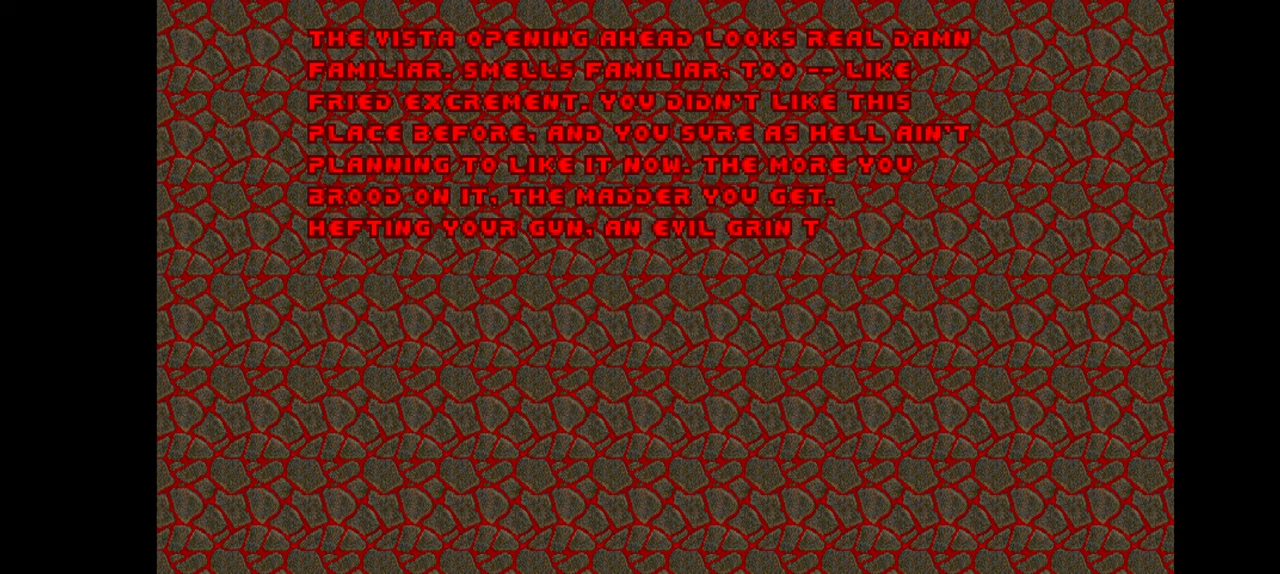 THE VISTA OPENING AHEAD LOOKS REAL DAMN
FAMILIAR. SMELLS FAMILIAR, TOO -- LIKE
FRIED EXCREMENT. YOU DIDN'T LIKE THIS
PLACE BEFORE, AND YOU SURE AS HELL AIN'T
PLANNING TO LIKE IT NOW. THE MORE YOU
BROOD ON IT, THE MADDER YOU GET.
HEFTING YOUR GUN, AN EVIL GRIN T